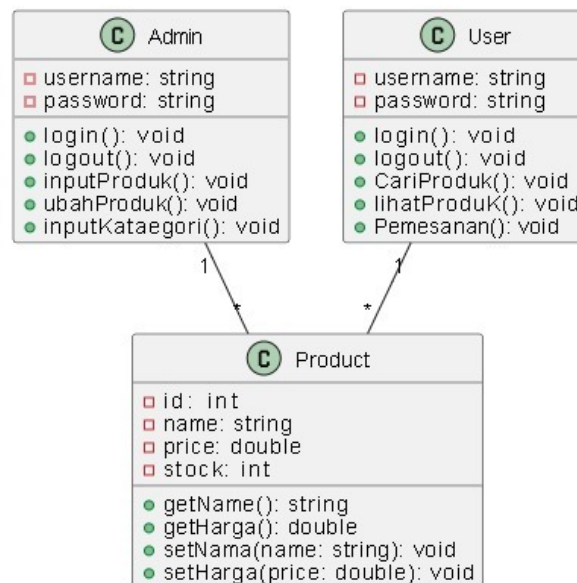 C Admin
username: string
password: string
login(): void
logout(): void
inputProduk(): void
ubahProduk(): void
inputKataegori(): void
C User
username: string
password: string
login(): void
logout(): void
CariProduk(): void
lihatProduK(): void
Pemesanan(): void
1
*
1
*
C Product
id: int
name: string
price: double
stock: int
getName(): string
getHarga(): double
setNama(name: string): void
setHarga(price: double): void